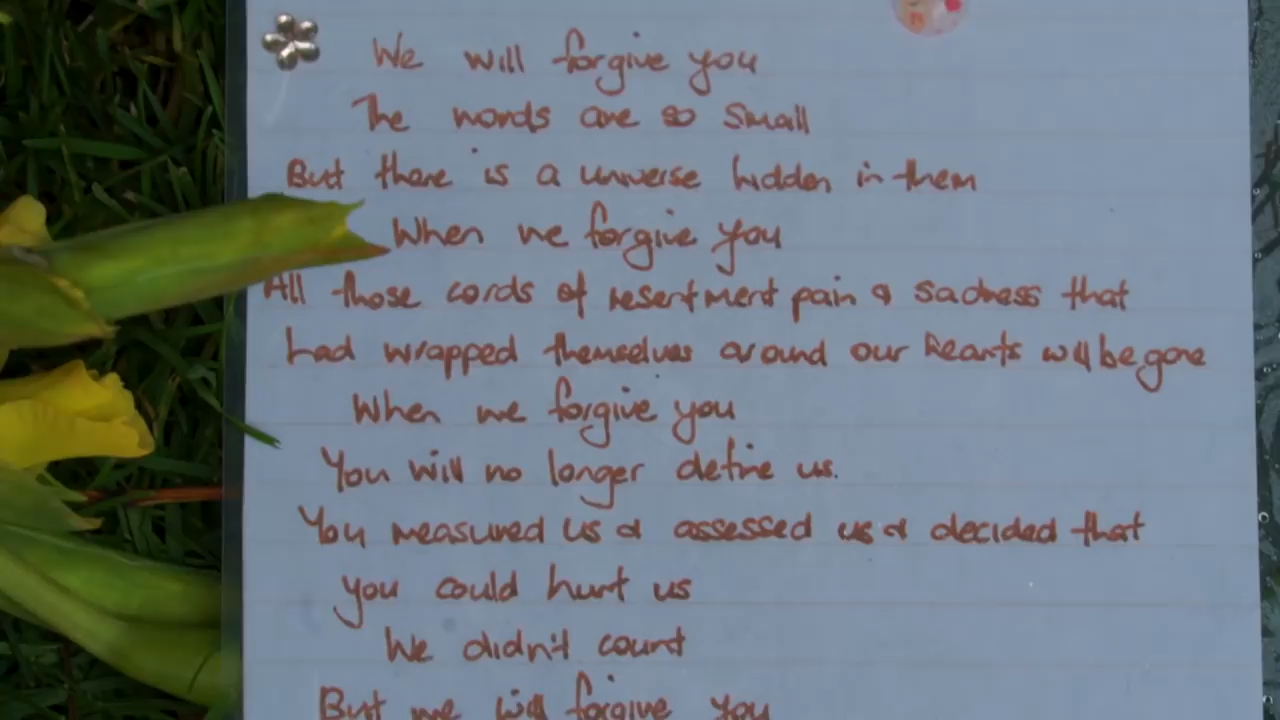 We will forgive you
The words are so small
But there is a universe hidden in them
When we forgive you
All those cords of resentment pain & sadness that
had wrapped themselves around our hearts will be gone
When we forgive you
You will no longer define us.
You measured us & assessed us & decided that
you could hurt us
We didn't count
But we will forgive you